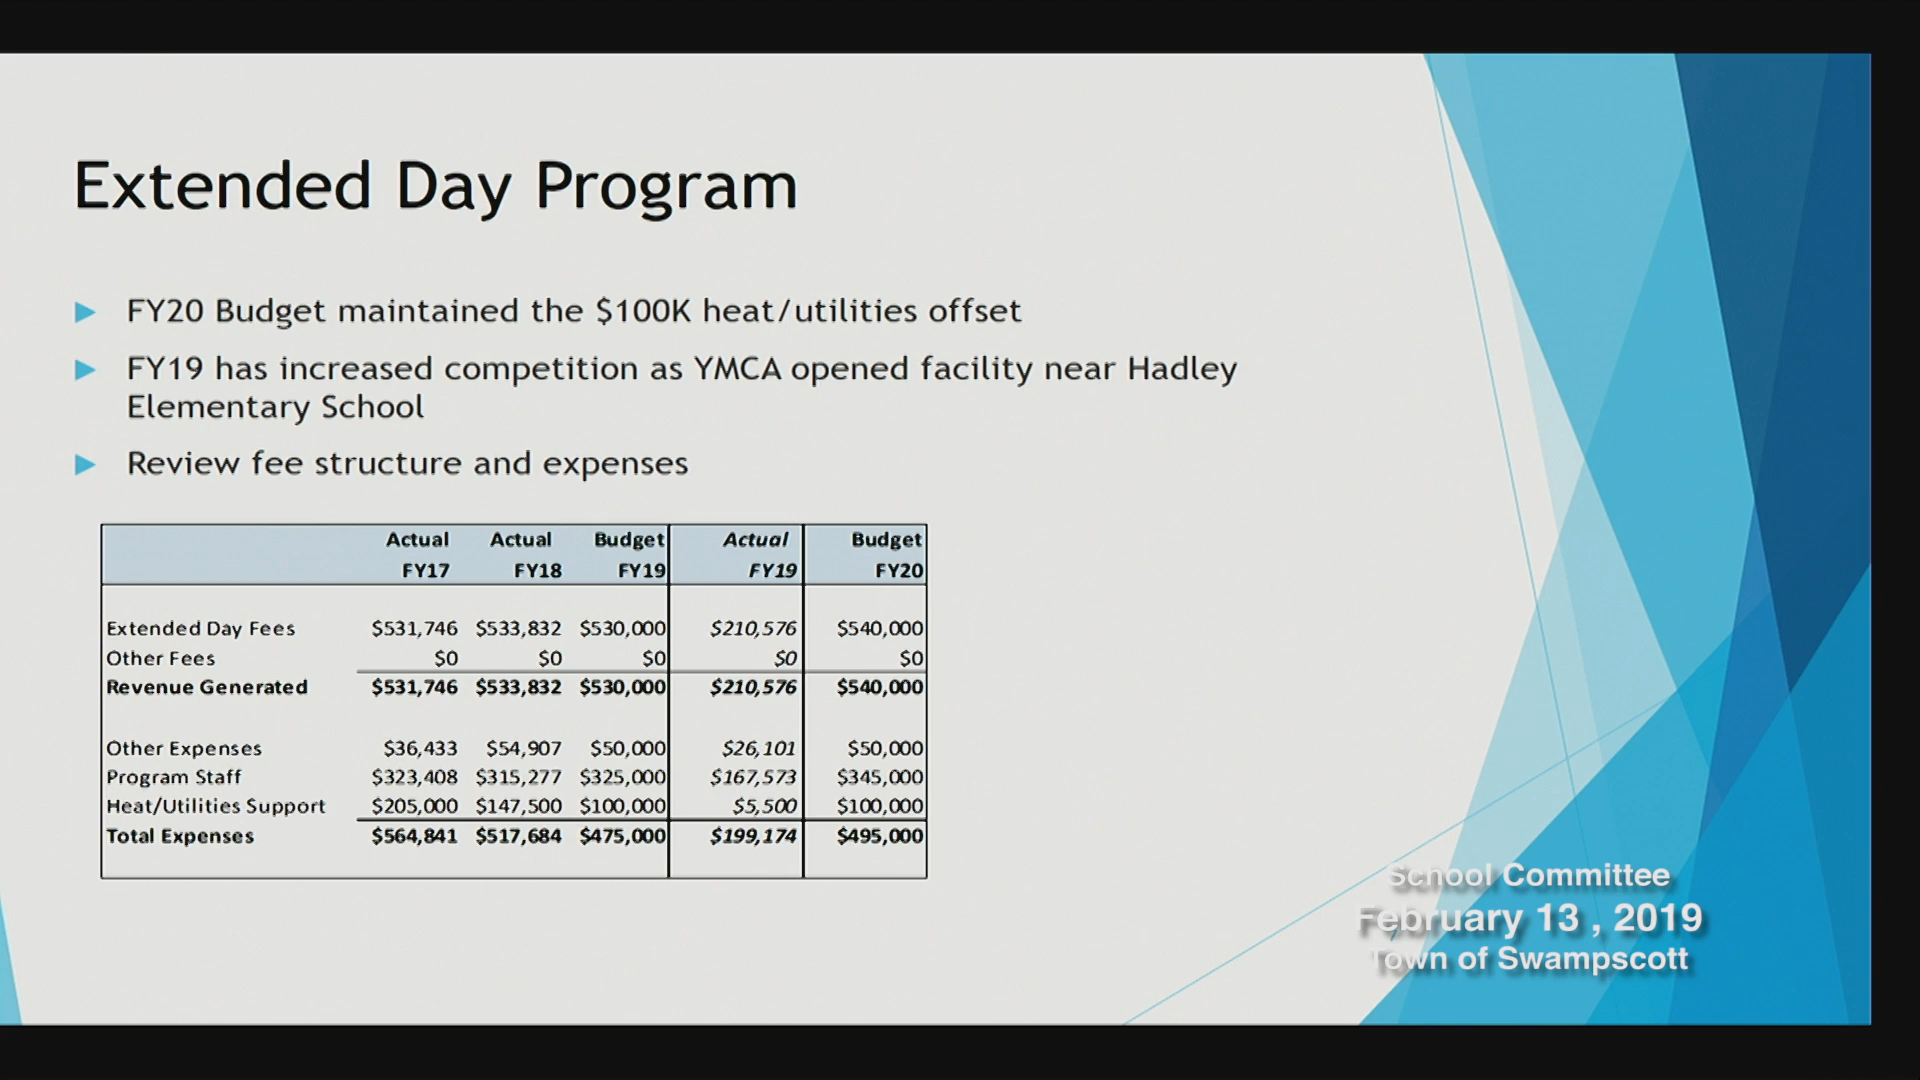 Extended Day Program
FY20 Budget maintained the $100K heat/utilities offset
FY19 has increased competition as YMCA opened facility near Hadley
Elementary School
Review fee structure and expenses
Actual Actual Budget Actual Budget
FY17 FY18 FY19 FY19 FY20
Extended Day Fees $531,746 $533,832 $530,000 $210,576 $540,000
Other Fees $0 $0 $0 $0 $0
Revenue Generated $531,746 $533,832 $530,000 $210,576 $540,000
Other Expenses $36,433 $54,907 $50,000 $26,101 $50,000
Program Staff $323,408 $315,277 $325,000 $167,573 $345,000
Heat/Utilities Support $205,000 $147,500 $100,000 $5,500 $100,000
Total Expenses $564,841 $517,684 $475,000 $199,174 $495,000
School Committee
February 13 , 2019
Town of Swampscott